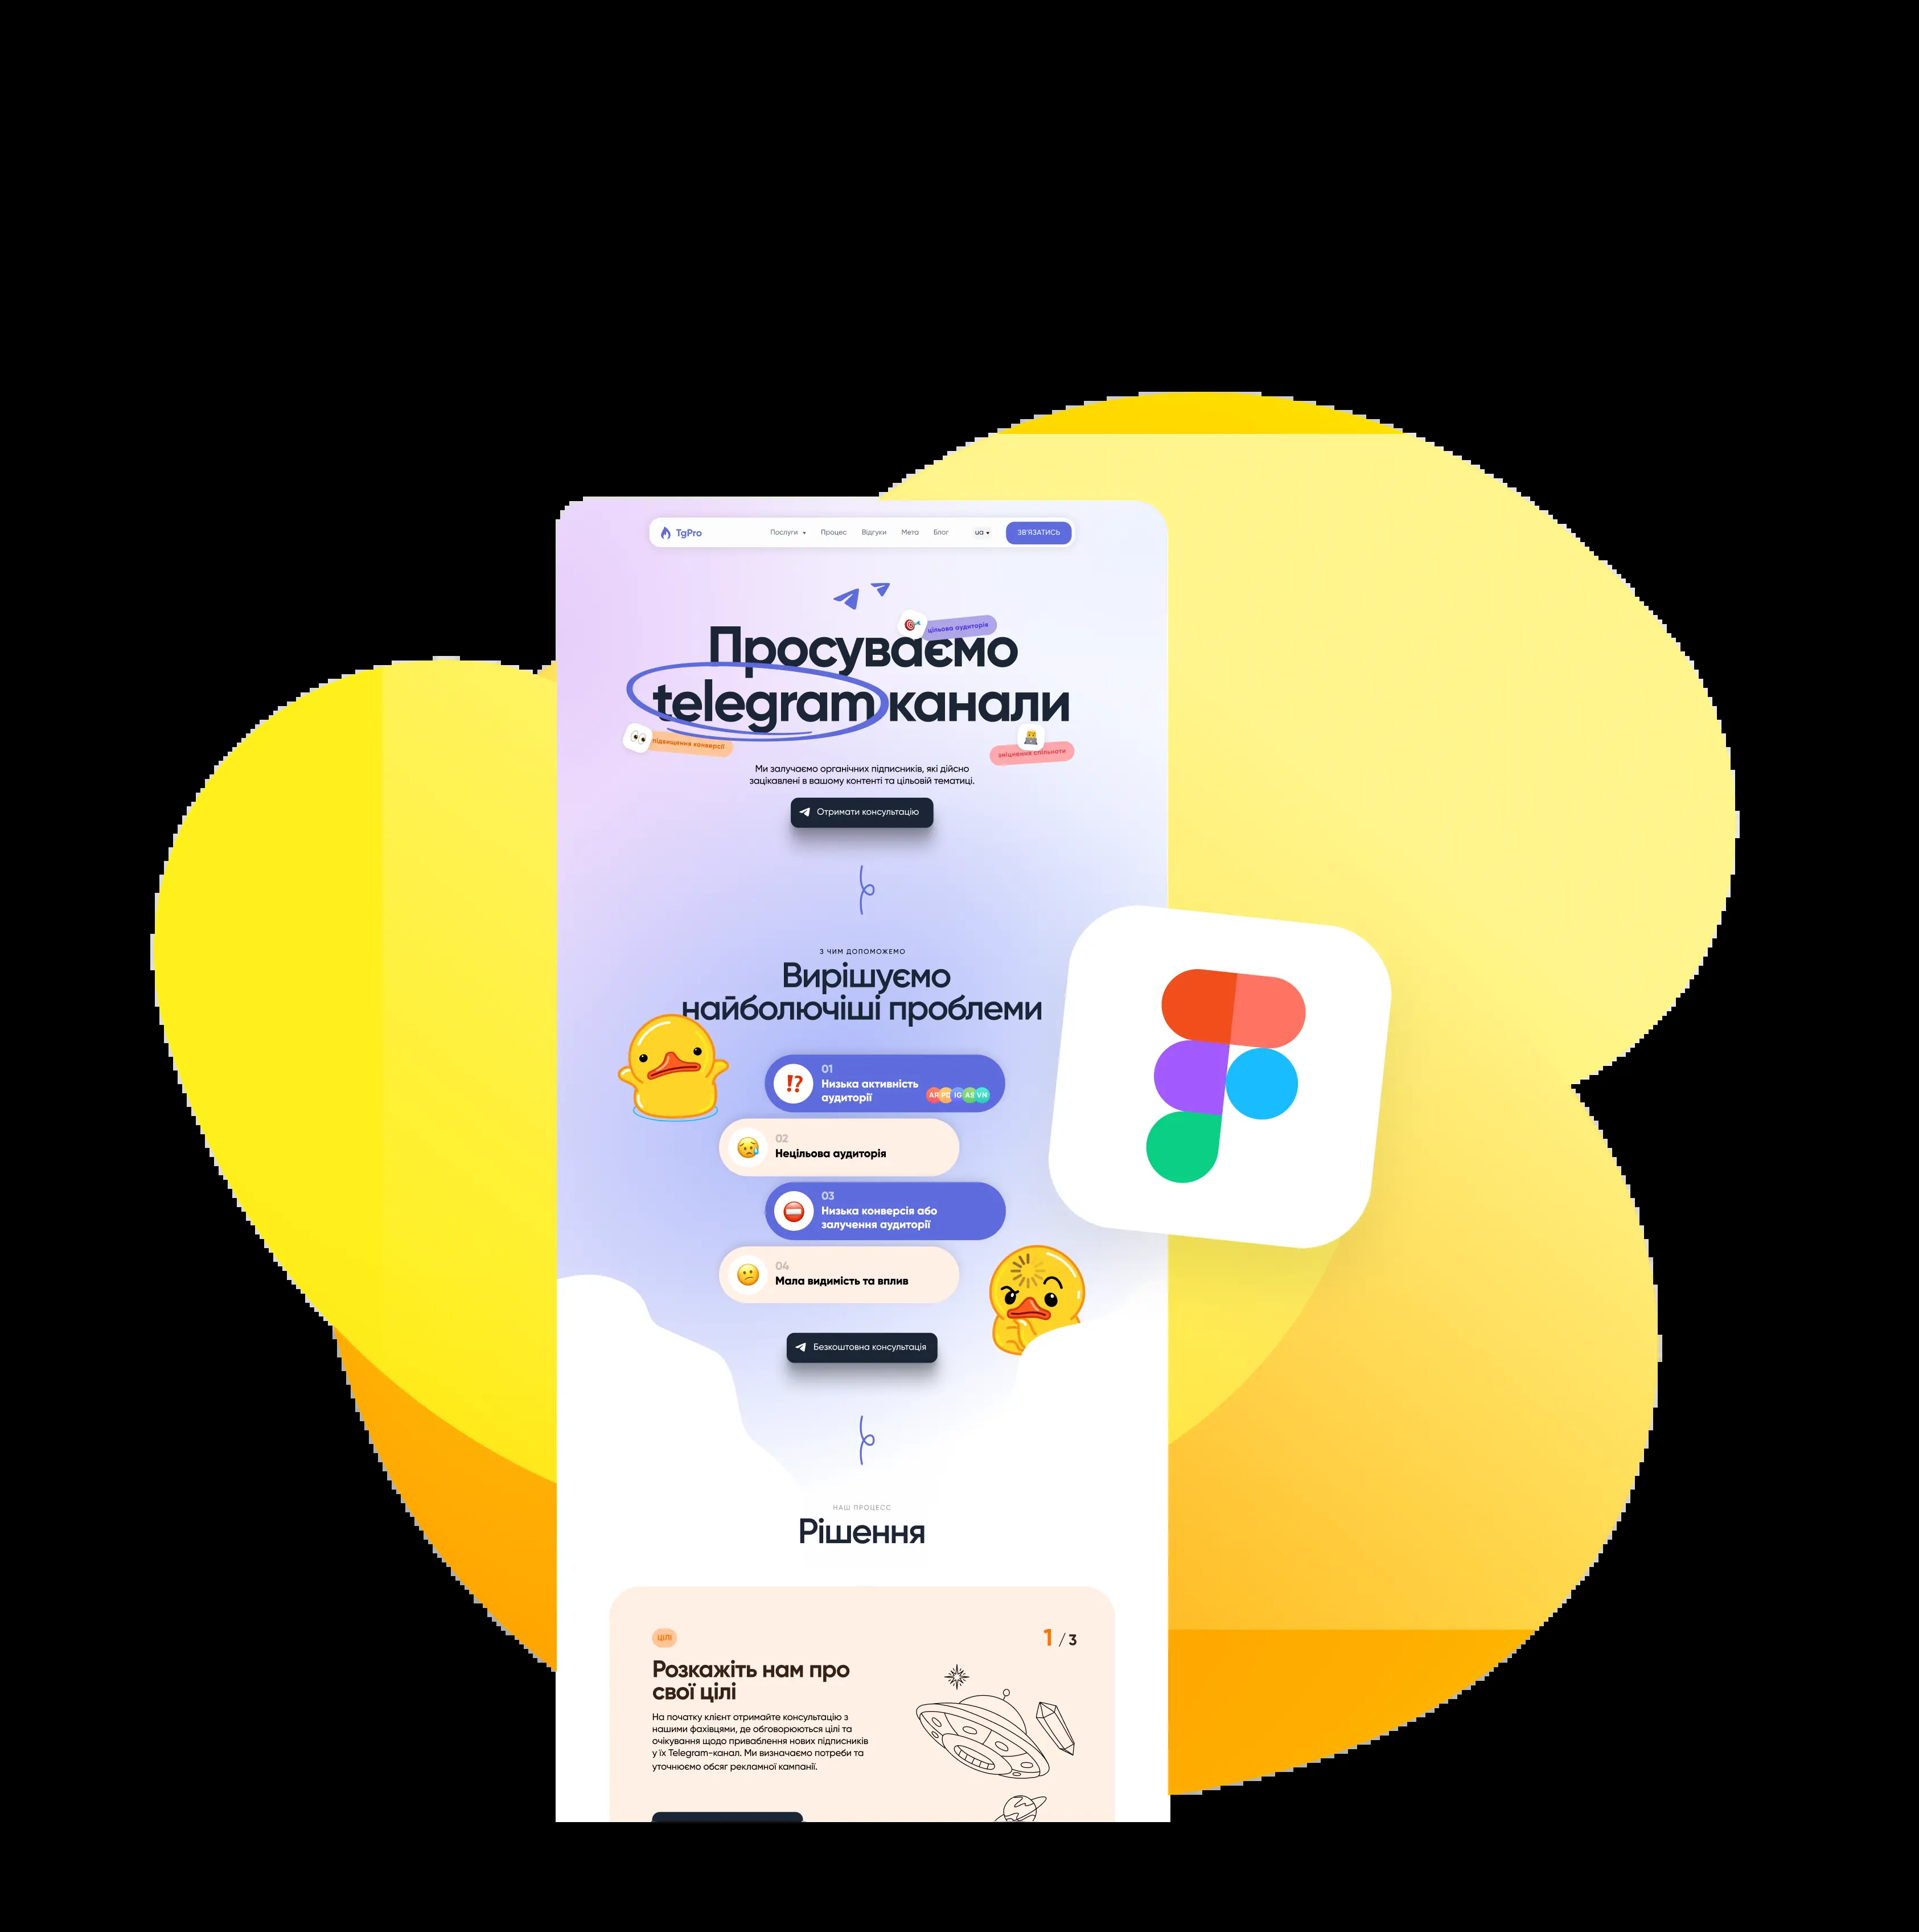 TgPro
Послуги
Процес
Відгуки
Мета
Блог
ua
ЗВ'ЯЗАТИСЬ
цільова аудиторія
Просуваємо
telegram канали
підвищення конверсії
зміцнення спільноти
Ми залучаємо органічних підписників, які дійсно
зацікавлені в вашому контенті та цільовій тематиці.
Отримати консультацію
З ЧИМ ДОПОМОЖЕМО
Вирішуємо
найболючіші проблеми
01
Низька активність
аудиторії
AR PD IG AS VN
02
Нецільова аудиторія
03
Низька конверсія або
залучення аудиторії
04
Мала видимість та вплив
Безкоштовна консультація
НАШ ПРОЦЕСС
Рішення
ЦІЛІ
1 / 3
Розкажіть нам про
свої цілі
На початку клієнт отримайте консультацію з
нашими фахівцями, де обговорюються цілі та
очікування щодо приваблення нових підписників
у їх Telegram-канал. Ми визначаємо потреби та
уточнюємо обсяг рекламної кампанії.